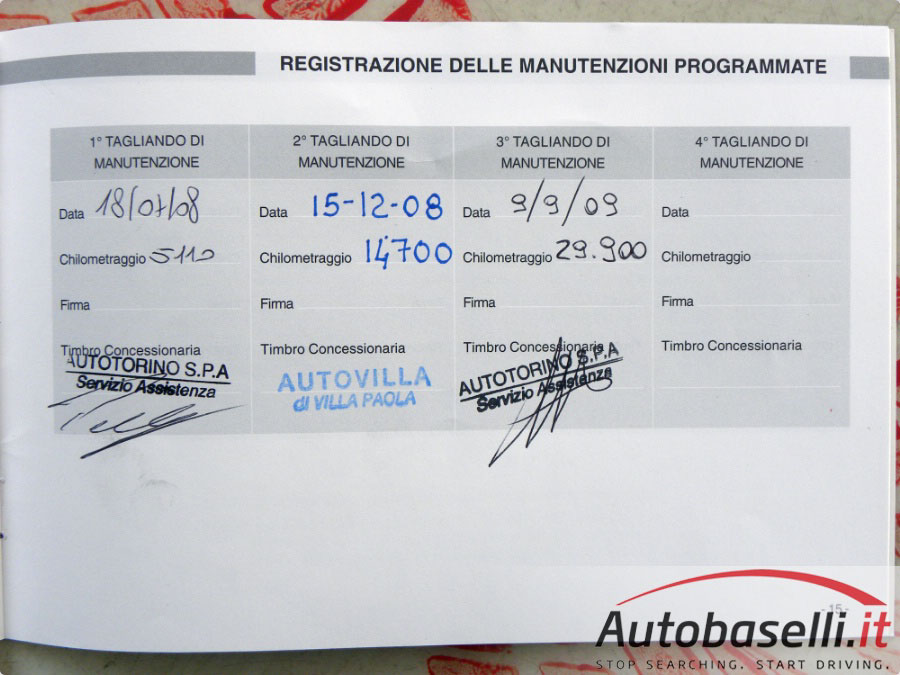 REGISTRAZIONE DELLE MANUTENZIONI PROGRAMMATE
1° TAGLIANDO DI
MANUTENZIONE
Data 18/07/08
Chilometraggio 5110
Firma
Timbro Concessionaria
AUTOTORINO S.P.A
Servizio Assistenza
2° TAGLIANDO DI
MANUTENZIONE
Data 15-12-08
Chilometraggio 14700
Firma
Timbro Concessionaria
AUTOVILLA
di VILLA PAOLA
3° TAGLIANDO DI
MANUTENZIONE
Data 9/9/09
Chilometraggio 29.900
Firma
Timbro Concessionaria
AUTOTORINO S.P.A
Servizio Assistenza
4° TAGLIANDO DI
MANUTENZIONE
Data
Chilometraggio
Firma
Timbro Concessionaria
- 15 -
Autobaselli.it
STOP SEARCHING. START DRIVING.